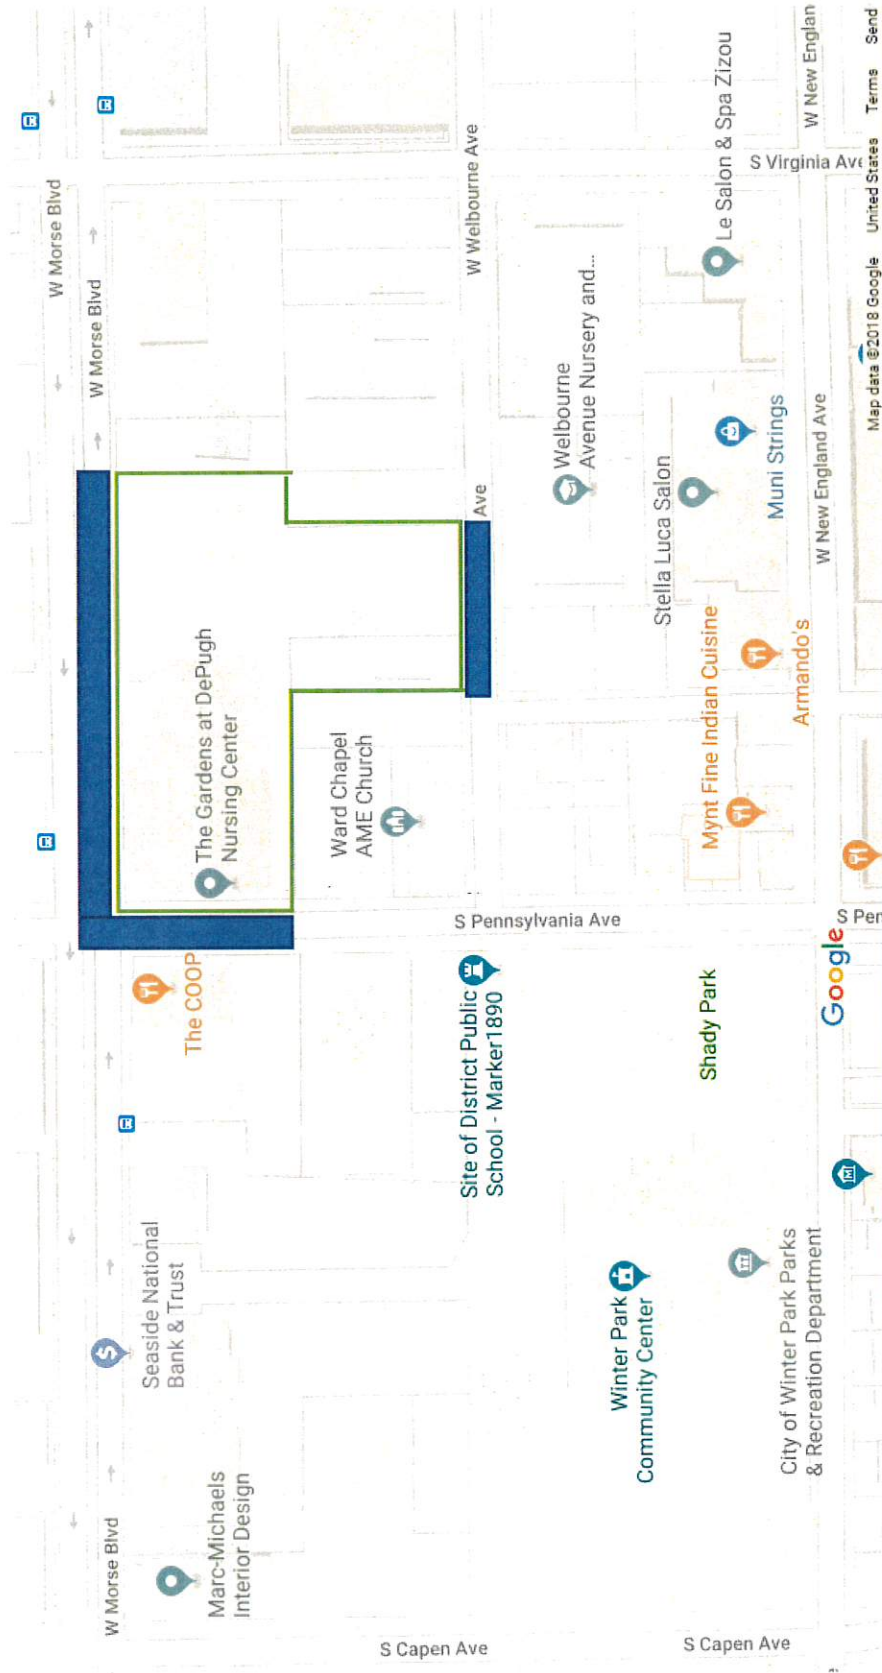 W Morse Blvd
W Morse Blvd
W Morse Blvd
Marc-Michaels
Interior Design
Seaside National
Bank & Trust
The COOP
The Gardens at DePugh
Nursing Center
Ward Chapel
AME Church
S Capen Ave
S Capen Ave
Site of District Public
School - Marker1890
S Pennsylvania Ave
Ave
W Welbourne Ave
Welbourne
Avenue Nursery and...
Winter Park
Community Center
Shady Park
City of Winter Park Parks
& Recreation Department
Mynt Fine Indian Cuisine
Armando's
Stella Luca Salon
Muni Strings
Le Salon & Spa Zizou
S Virginia Ave
W New England Ave
W New Englan
S Per
Google
Map data ©2018 Google United States Terms Send